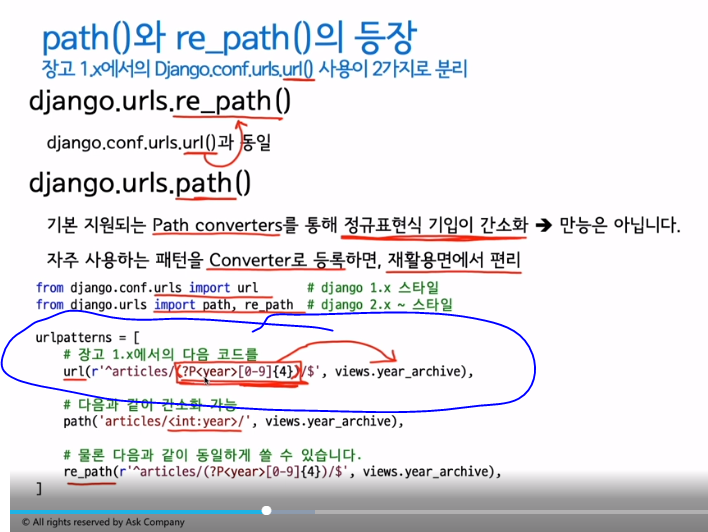 path()와 re_path()의 등장
장고 1.x에서의 Django.conf.urls.url() 사용이 2가지로 분리
django.urls.re_path()
django.conf.urls.url()과 동일
django.urls.path()
기본 지원되는 Path converters를 통해 정규표현식 기입이 간소화 ➔ 만능은 아닙니다.
자주 사용하는 패턴을 Converter로 등록하면, 재활용면에서 편리
from django.conf.urls import url # django 1.x 스타일
from django.urls import path, re_path # django 2.x ~ 스타일
urlpatterns = [
# 장고 1.x에서의 다음 코드를
url(r'^articles/(?P<year>[0-9]{4})/$', views.year_archive),
# 다음과 같이 간소화 가능
path('articles/<int:year>/', views.year_archive),
# 물론 다음과 같이 동일하게 쓸 수 있습니다.
re_path(r'^articles/(?P<year>[0-9]{4})/$', views.year_archive),
]
© All rights reserved by Ask Company